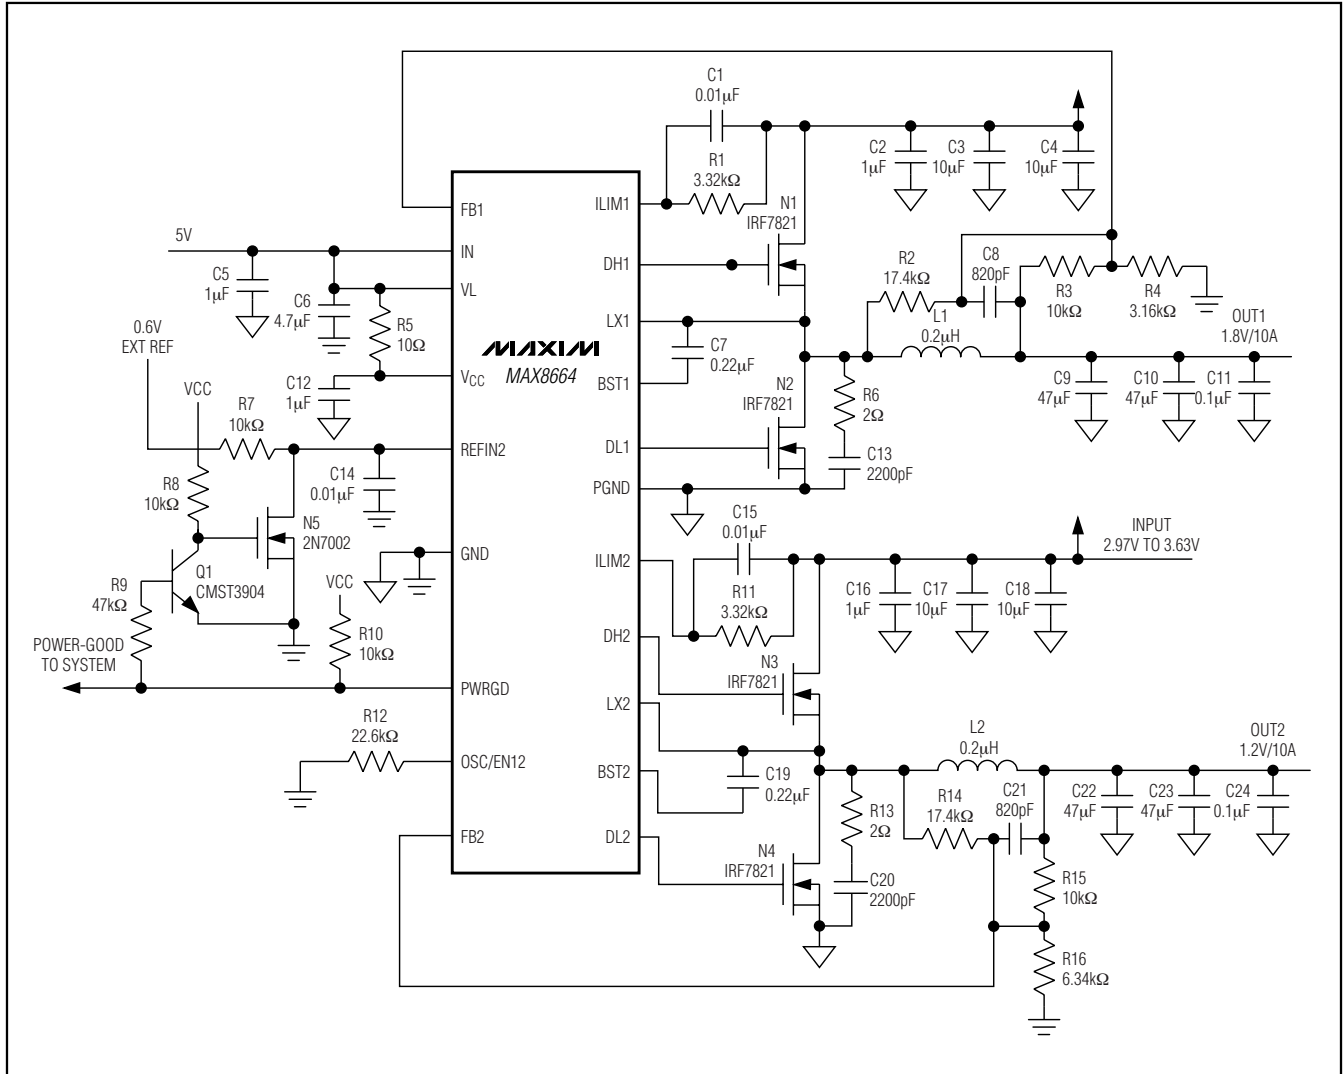 C1
0.01µF
R1
3.32kΩ
C2
1µF
C3
10µF
C4
10µF
ILIM1
N1
IRF7821
FB1
5V
IN
DH1
R2
17.4kΩ
C8
820pF
R3
10kΩ
R4
3.16kΩ
C5
1µF
VL
C6
4.7µF
R5
10Ω
LX1
L1
0.2µH
OUT1
1.8V/10A
0.6V
EXT REF
MAXIM
MAX8664
C7
0.22µF
VCC
C12
1µF
VCC
BST1
N2
IRF7821
R6
2Ω
C9
47µF
C10
47µF
C11
0.1µF
R7
10kΩ
REFIN2
DL1
C13
2200pF
R8
10kΩ
C14
0.01µF
PGND
N5
2N7002
C15
0.01µF
INPUT
2.97V TO 3.63V
GND
ILIM2
Q1
CMST3904
R9
47kΩ
VCC
R11
3.32kΩ
C16
1µF
C17
10µF
C18
10µF
R10
10kΩ
DH2
POWER-GOOD
TO SYSTEM
N3
IRF7821
PWRGD
LX2
R12
22.6kΩ
OSC/EN12
L2
0.2µH
OUT2
1.2V/10A
BST2
C19
0.22µF
R13
2Ω
R14
17.4kΩ
C21
820pF
C22
47µF
C23
47µF
C24
0.1µF
FB2
DL2
N4
IRF7821
C20
2200pF
R15
10kΩ
R16
6.34kΩ